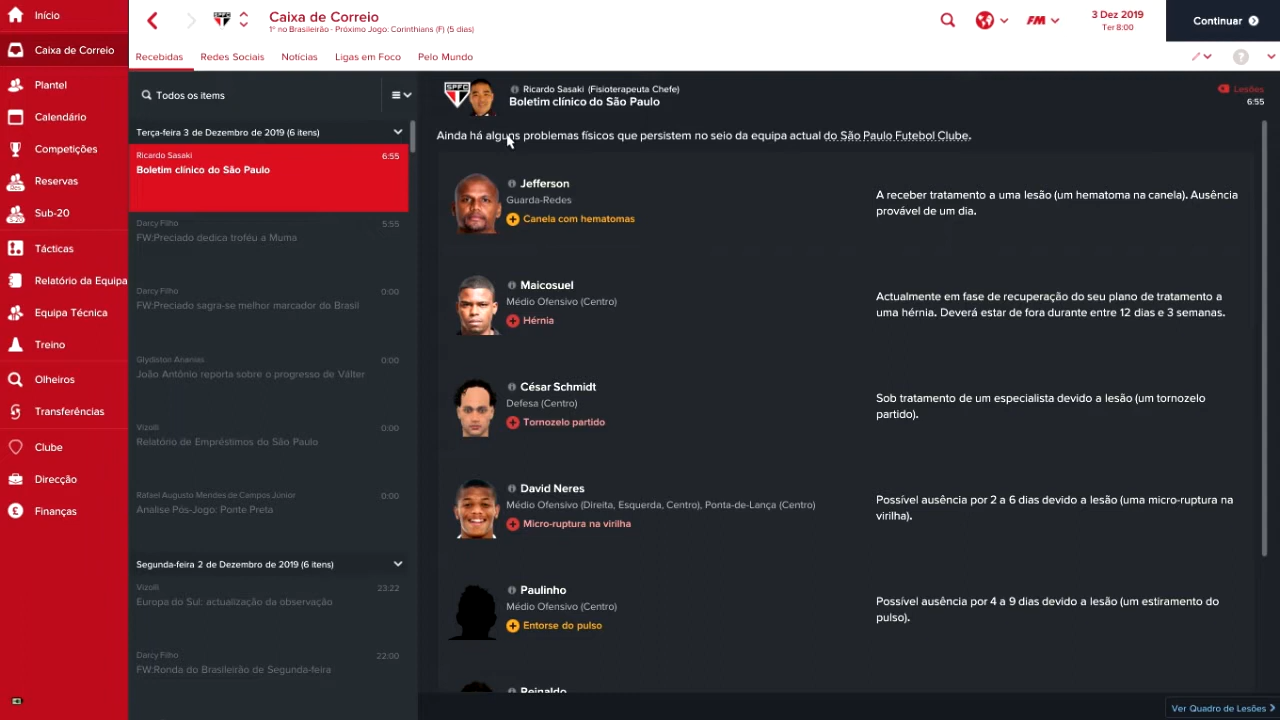 Início
Caixa de Correio
Plantel
Calendário
Competições
Reservas
Sub-20
Tácticas
Relatório da Equipa
Equipa Técnica
Treino
Olheiros
Transferências
Clube
Direcção
Finanças
Caixa de Correio
1º no Brasileirão - Próximo Jogo: Corinthians (F) (5 dias)
FM
3 Dez 2019
Ter 8:00
Continuar
Recebidas
Redes Sociais
Notícias
Ligas em Foco
Pelo Mundo
Todos os itens
Terça-feira 3 de Dezembro de 2019 (6 itens)
Ricardo Sasaki 6:55
Boletim clínico do São Paulo
Darcy Filho 5:55
FW:Preciado dedica troféu a Muma
Darcy Filho 0:00
FW:Preciado sagra-se melhor marcador do Brasil
Glydiston Ananias 0:00
João António reporta sobre o progresso de Válter
Vizolli 0:00
Relatório de Empréstimos do São Paulo
Rafael Augusto Mendes de Campos Júnior 0:00
Analise Pós-Jogo: Ponte Preta
Segunda-feira 2 de Dezembro de 2019 (6 itens)
Vizolli 23:22
Europa do Sul: actualização da observação
Darcy Filho 22:00
FW:Ronda do Brasileirão de Segunda-feira
SPFC
Ricardo Sasaki (Fisioterapeuta Chefe)
Boletim clínico do São Paulo
Lesões
6:55
Ainda há alguns problemas físicos que persistem no seio da equipa actual do São Paulo Futebol Clube.
Jefferson
Guarda-Redes
Canela com hematomas
A receber tratamento a uma lesão (um hematoma na canela). Ausência
provável de um dia.
Maicosuel
Médio Ofensivo (Centro)
Hérnia
Actualmente em fase de recuperação do seu plano de tratamento a
uma hérnia. Deverá estar de fora durante entre 12 dias e 3 semanas.
César Schmidt
Defesa (Centro)
Tornozelo partido
Sob tratamento de um especialista devido a lesão (um tornozelo
partido).
David Neres
Médio Ofensivo (Direita, Esquerda, Centro), Ponta-de-Lança (Centro)
Micro-ruptura na virilha
Possível ausência por 2 a 6 dias devido a lesão (uma micro-ruptura na
virilha).
Paulinho
Médio Ofensivo (Centro)
Entorse do pulso
Possível ausência por 4 a 9 dias devido a lesão (um estiramento do
pulso).
Reinaldo
Ver Quadro de Lesões